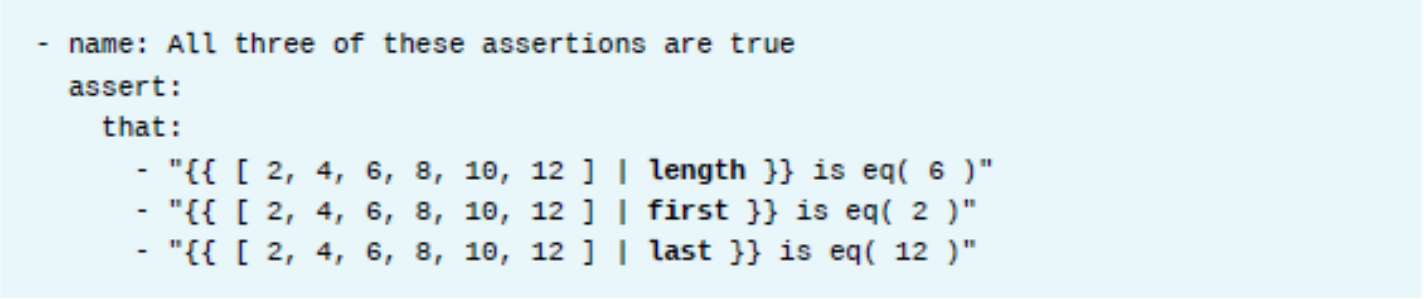 - name: All three of these assertions are true
  assert:
    that:
      - "{{ [ 2, 4, 6, 8, 10, 12 ] | length }} is eq( 6 )"
      - "{{ [ 2, 4, 6, 8, 10, 12 ] | first }} is eq( 2 )"
      - "{{ [ 2, 4, 6, 8, 10, 12 ] | last }} is eq( 12 )"